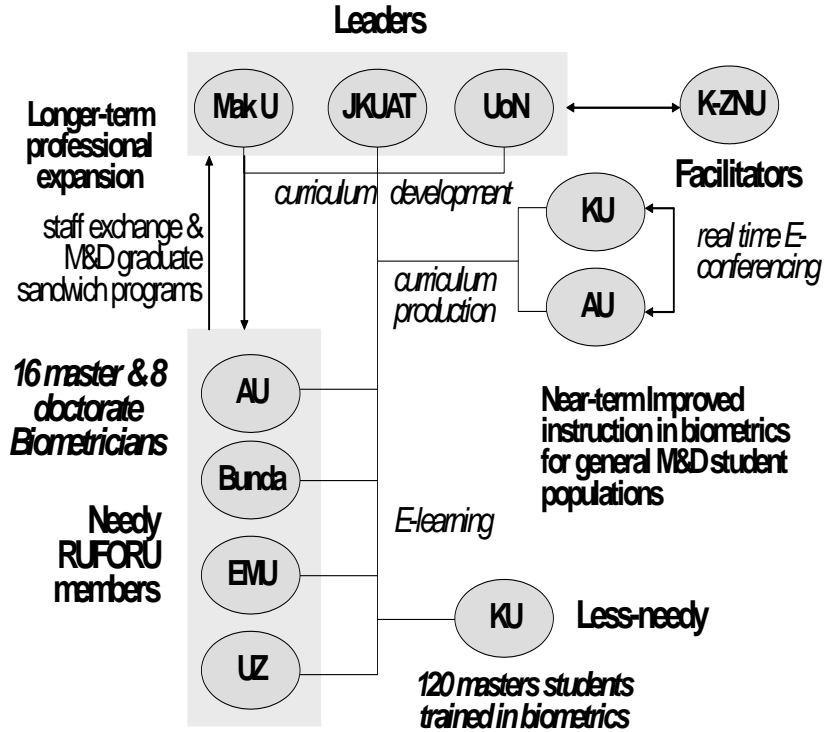 Leaders
Mak U
JKUAT
UoN
K-ZNU
Longer-term
professional
expansion
staff exchange &
M&D graduate
sandwich programs
curriculum development
Facilitators
KU
AU
real time E-
conferencing
curriculum
production
16 master & 8
doctorate
Biometricians
AU
Bunda
EMU
UZ
Needy
RUFORU
members
Near-term Improved
instruction in biometrics
for general M&D student
populations
E-learning
KU
Less-needy
120 masters students
trained in biometrics